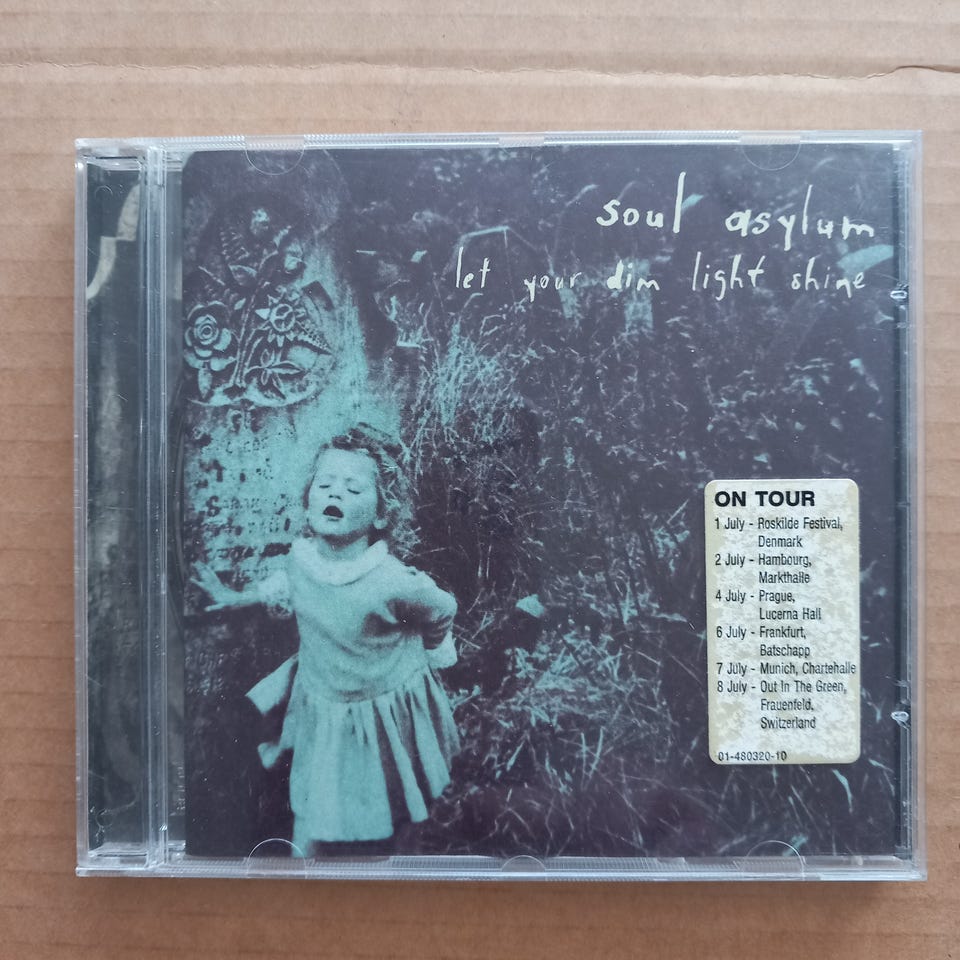 soul asylum
let your dim light shine
ON TOUR
1 July - Roskilde Festival,
Denmark
2 July - Hambourg,
Markthalle
4 July - Prague,
Lucerna Hall
6 July - Frankfurt,
Batschapp
7 July - Munich, Chartehalle
8 July - Out In The Green,
Frauenfeld,
Switzerland
01-480320-10